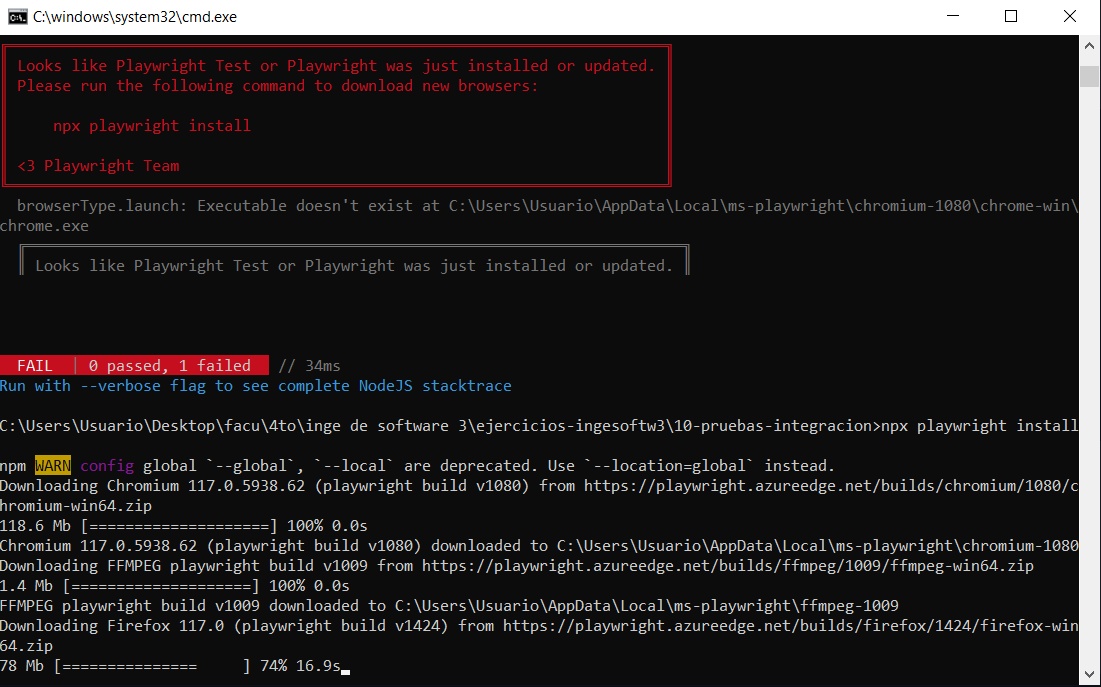 C:\windows\system32\cmd.exe
Looks like Playwright Test or Playwright was just installed or updated.
Please run the following command to download new browsers:
npx playwright install
<3 Playwright Team
browserType.launch: Executable doesn't exist at C:\Users\Usuario\AppData\Local\ms-playwright\chromium-1080\chrome-win\
chrome.exe
Looks like Playwright Test or Playwright was just installed or updated.
FAIL | 0 passed, 1 failed // 34ms
Run with --verbose flag to see complete NodeJS stacktrace
C:\Users\Usuario\Desktop\facu\4to\inge de software 3\ejercicios-ingesoftw3\10-pruebas-integracion>npx playwright install
npm WARN config global `--global`, `--local` are deprecated. Use `--location=global` instead.
Downloading Chromium 117.0.5938.62 (playwright build v1080) from https://playwright.azureedge.net/builds/chromium/1080/c
hromium-win64.zip
118.6 Mb [====================] 100% 0.0s
Chromium 117.0.5938.62 (playwright build v1080) downloaded to C:\Users\Usuario\AppData\Local\ms-playwright\chromium-1080
Downloading FFMPEG playwright build v1009 from https://playwright.azureedge.net/builds/ffmpeg/1009/ffmpeg-win64.zip
1.4 Mb [====================] 100% 0.0s
FFMPEG playwright build v1009 downloaded to C:\Users\Usuario\AppData\Local\ms-playwright\ffmpeg-1009
Downloading Firefox 117.0 (playwright build v1424) from https://playwright.azureedge.net/builds/firefox/1424/firefox-win
64.zip
78 Mb [===============     ] 74% 16.9s